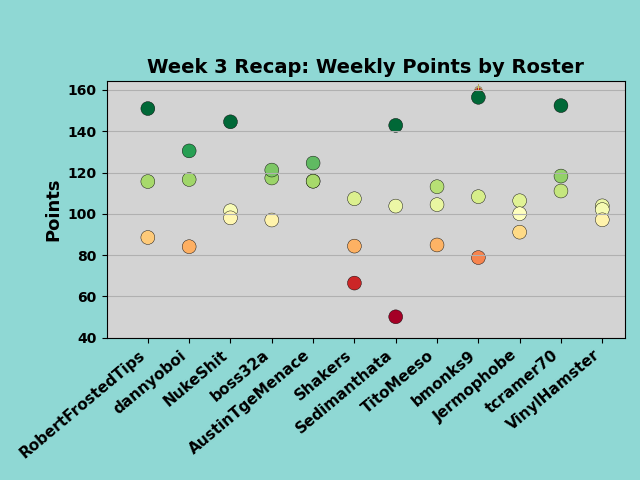 Week 3 Recap: Weekly Points by Roster
Points
160
140
120
100
80
60
40
RobertFrostedTips
dannyoboi
NukeShit
boss32a
AustinTgeMenace
Shakers
Sedimanthata
TitoMeeso
bmonks9
Jermophobe
tcramer70
VinylHamster